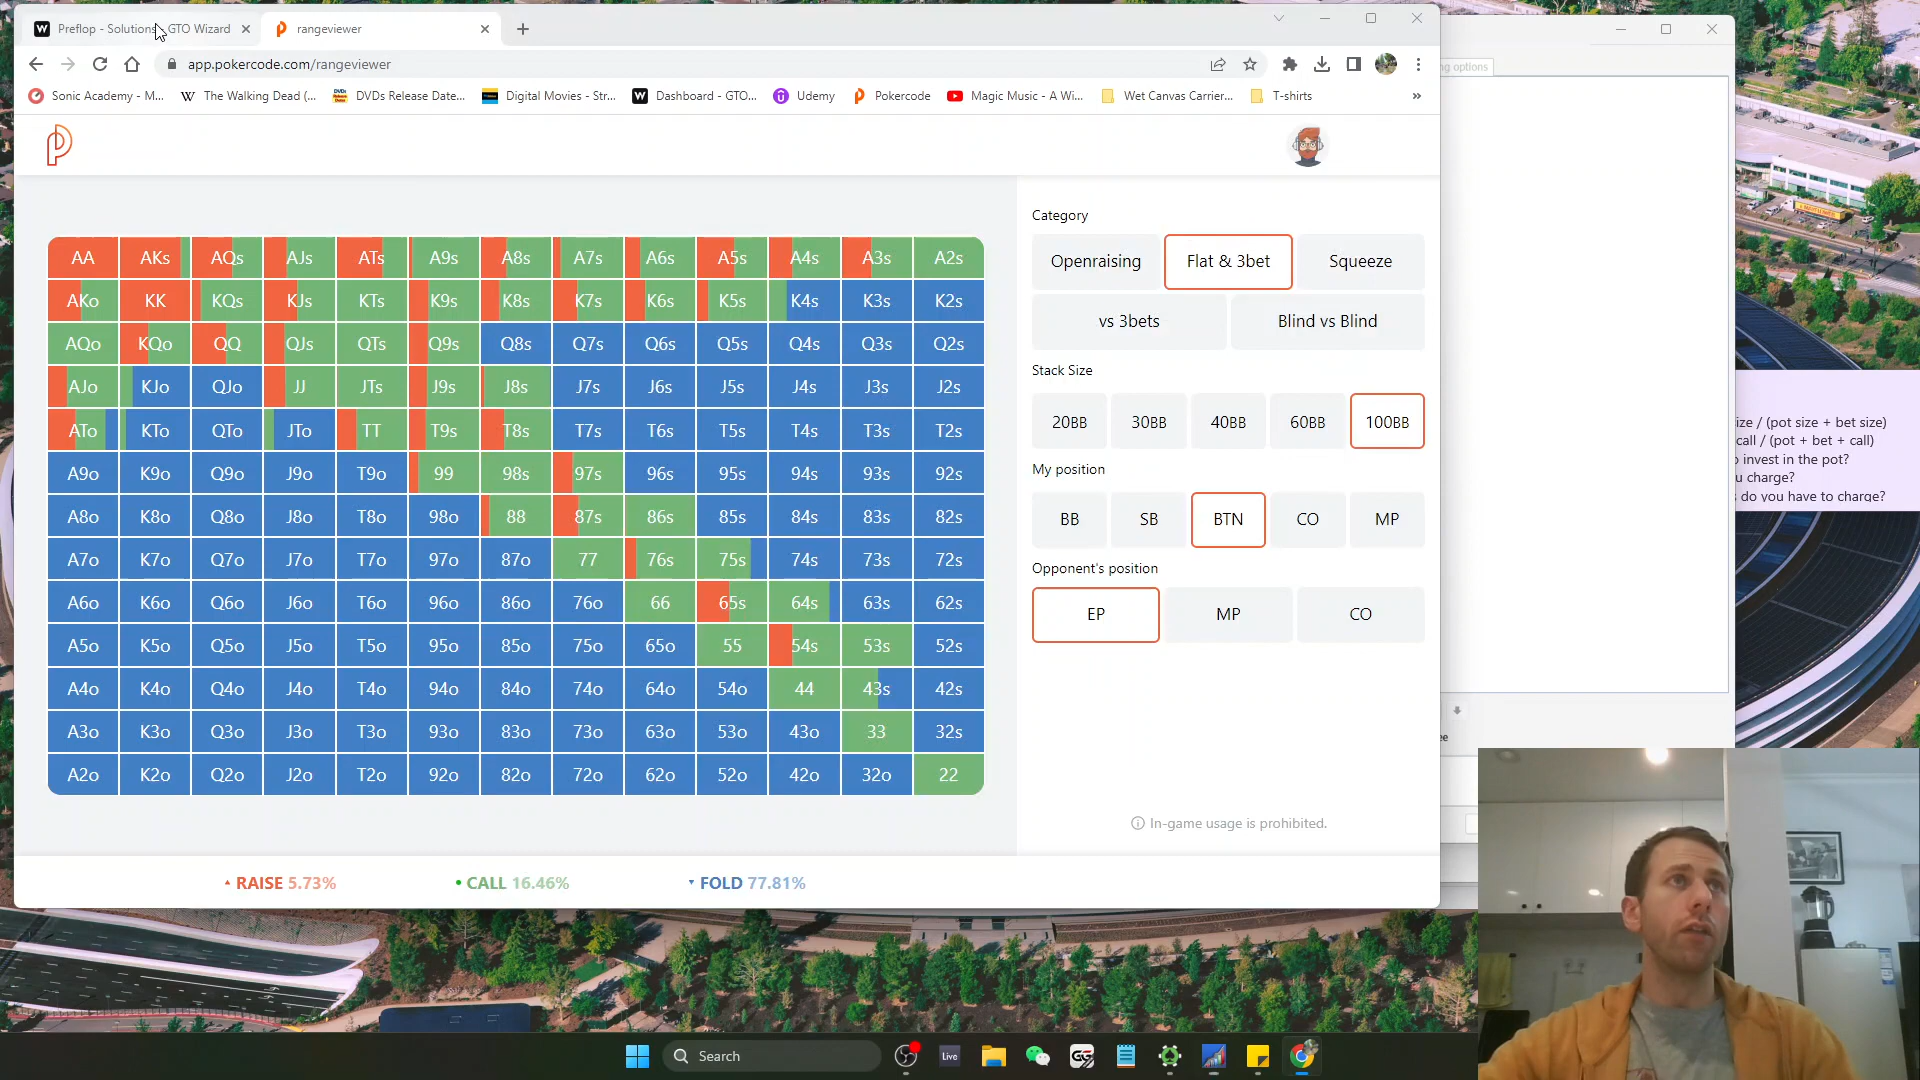 Preflop - Solutions - GTO Wizard
rangeviewer
app.pokercode.com/rangeviewer
Sonic Academy - M...
The Walking Dead (...
DVDs Release Date...
Digital Movies - Str...
Dashboard - GTO...
Udemy
Pokercode
Magic Music - A Wi...
Wet Canvas Carrier...
T-shirts
»
AA AKs AQs AJs ATs A9s A8s A7s A6s A5s A4s A3s A2s
AKo KK KQs KJs KTs K9s K8s K7s K6s K5s K4s K3s K2s
AQo KQo QQ QJs QTs Q9s Q8s Q7s Q6s Q5s Q4s Q3s Q2s
AJo KJo QJo JJ JTs J9s J8s J7s J6s J5s J4s J3s J2s
ATo KTo QTo JTo TT T9s T8s T7s T6s T5s T4s T3s T2s
A9o K9o Q9o J9o T9o 99 98s 97s 96s 95s 94s 93s 92s
A8o K8o Q8o J8o T8o 98o 88 87s 86s 85s 84s 83s 82s
A7o K7o Q7o J7o T7o 97o 87o 77 76s 75s 74s 73s 72s
A6o K6o Q6o J6o T6o 96o 86o 76o 66 65s 64s 63s 62s
A5o K5o Q5o J5o T5o 95o 85o 75o 65o 55 54s 53s 52s
A4o K4o Q4o J4o T4o 94o 84o 74o 64o 54o 44 43s 42s
A3o K3o Q3o J3o T3o 93o 83o 73o 63o 53o 43o 33 32s
A2o K2o Q2o J2o T2o 92o 82o 72o 62o 52o 42o 32o 22
RAISE 5.73%
CALL 16.46%
FOLD 77.81%
Category
Openraising Flat & 3bet Squeeze
vs 3bets Blind vs Blind
Stack Size
20BB 30BB 40BB 60BB 100BB
My position
BB SB BTN CO MP
Opponent's position
EP MP CO
In-game usage is prohibited.
ng options
ize / (pot size + bet size)
call / (pot + bet + call)
o invest in the pot?
u charge?
s do you have to charge?
ee
Search
Live
GG